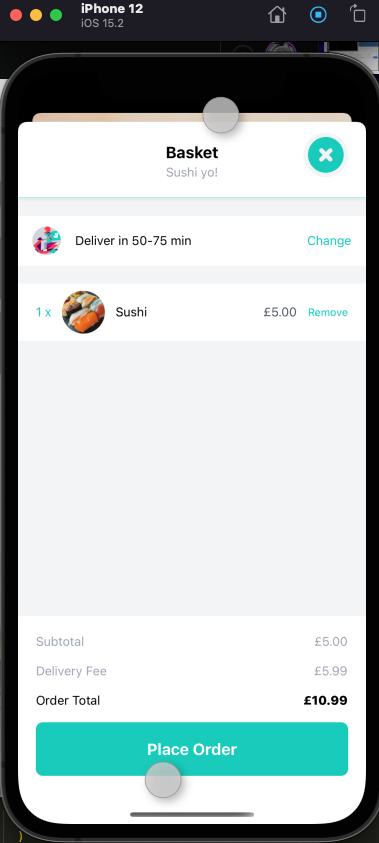 iPhone 12
iOS 15.2
Basket
Sushi yo!
Deliver in 50-75 min
Change
1 x
Sushi
£5.00
Remove
Subtotal
£5.00
Delivery Fee
£5.99
Order Total
£10.99
Place Order
)